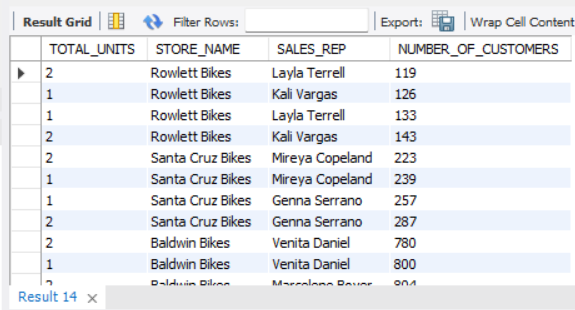 Result Grid Filter Rows: Export: Wrap Cell Content
TOTAL_UNITS STORE_NAME SALES_REP NUMBER_OF_CUSTOMERS
2 Rowlett Bikes Layla Terrell 119
1 Rowlett Bikes Kali Vargas 126
1 Rowlett Bikes Layla Terrell 133
2 Rowlett Bikes Kali Vargas 143
2 Santa Cruz Bikes Mireya Copeland 223
1 Santa Cruz Bikes Mireya Copeland 239
1 Santa Cruz Bikes Genna Serrano 257
2 Santa Cruz Bikes Genna Serrano 287
2 Baldwin Bikes Venita Daniel 780
1 Baldwin Bikes Venita Daniel 800
2 Baldwin Bikes Marcelene Boyer 804
Result 14